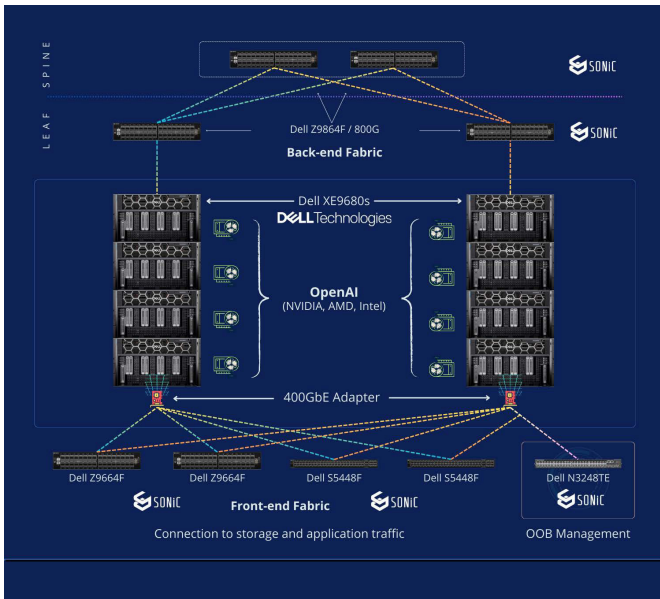 SPINE
SONiC
LEAF
Dell Z9864F / 800G
SONiC
Back-end Fabric
Dell XE9680s
DELL Technologies
OpenAI
(NVIDIA, AMD, Intel)
400GbE Adapter
Dell Z9664F
Dell Z9664F
Dell S5448F
Dell S5448F
Dell N3248TE
SONiC
Front-end Fabric
SONiC
SONiC
Connection to storage and application traffic
OOB Management